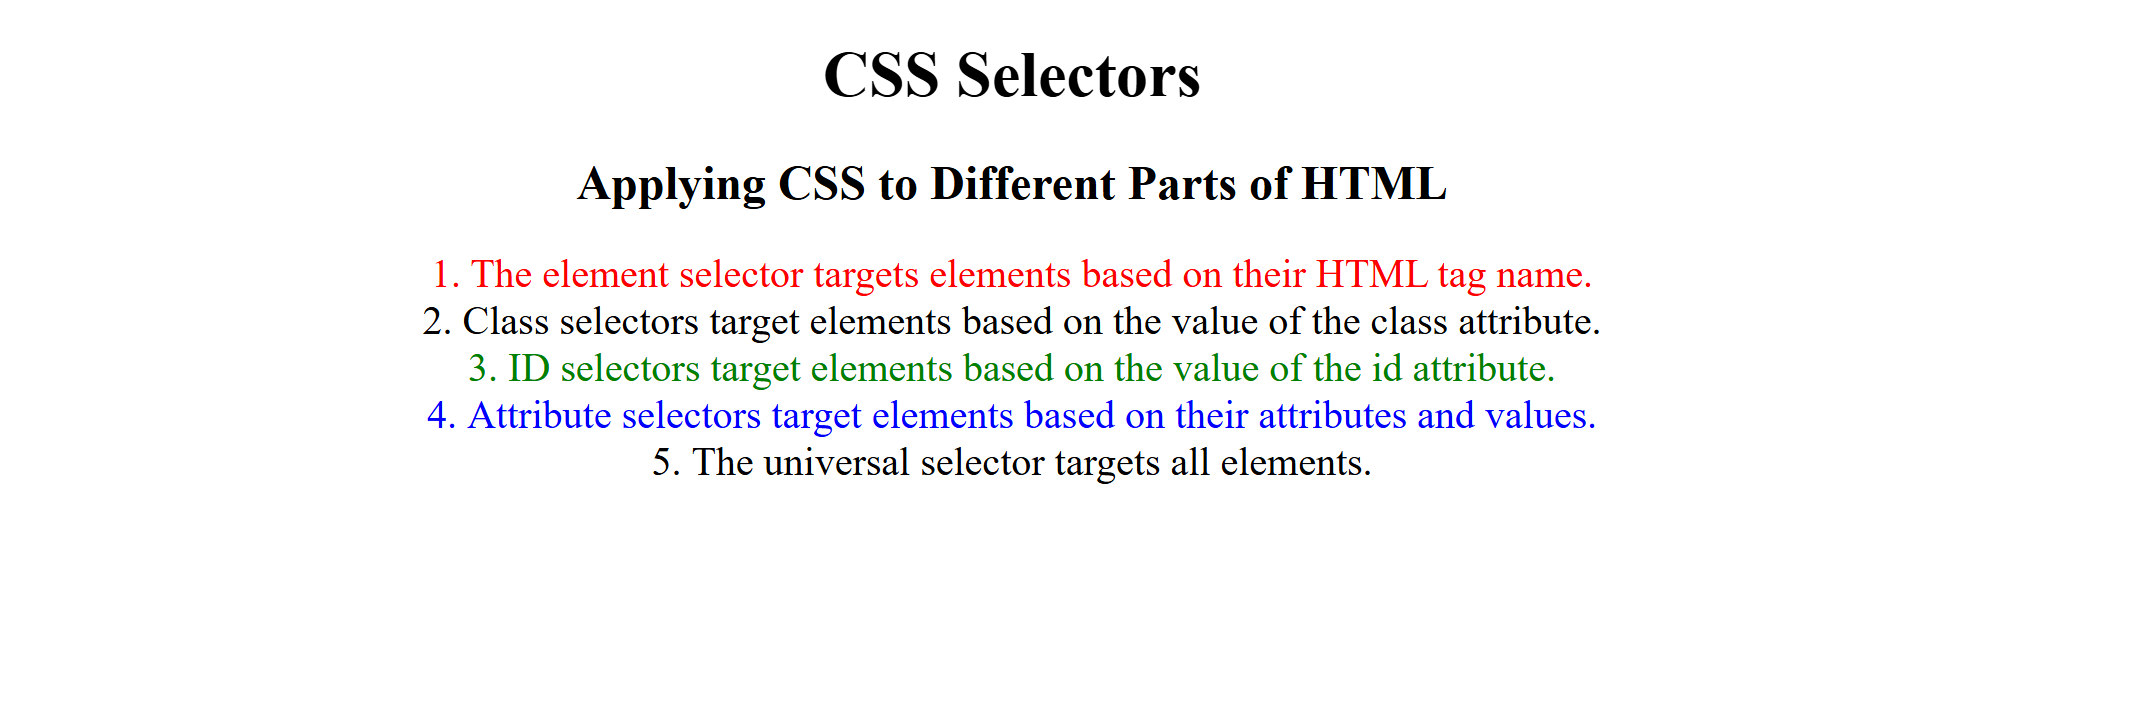 CSS Selectors
Applying CSS to Different Parts of HTML
1. The element selector targets elements based on their HTML tag name.
2. Class selectors target elements based on the value of the class attribute.
3. ID selectors target elements based on the value of the id attribute.
4. Attribute selectors target elements based on their attributes and values.
5. The universal selector targets all elements.